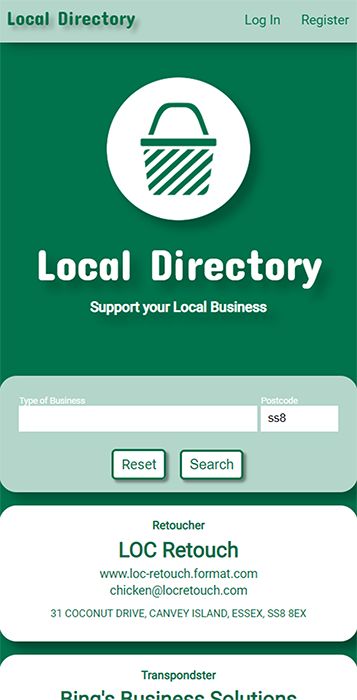 Local Directory
Log In Register
Local Directory
Support your Local Business
Type of Business Postcode
ss8
Reset Search
Retoucher
LOC Retouch
www.loc-retouch.format.com
chicken@locretouch.com
31 COCONUT DRIVE, CANVEY ISLAND, ESSEX, SS8 8EX
Transpondster
Bing's Business Solutions